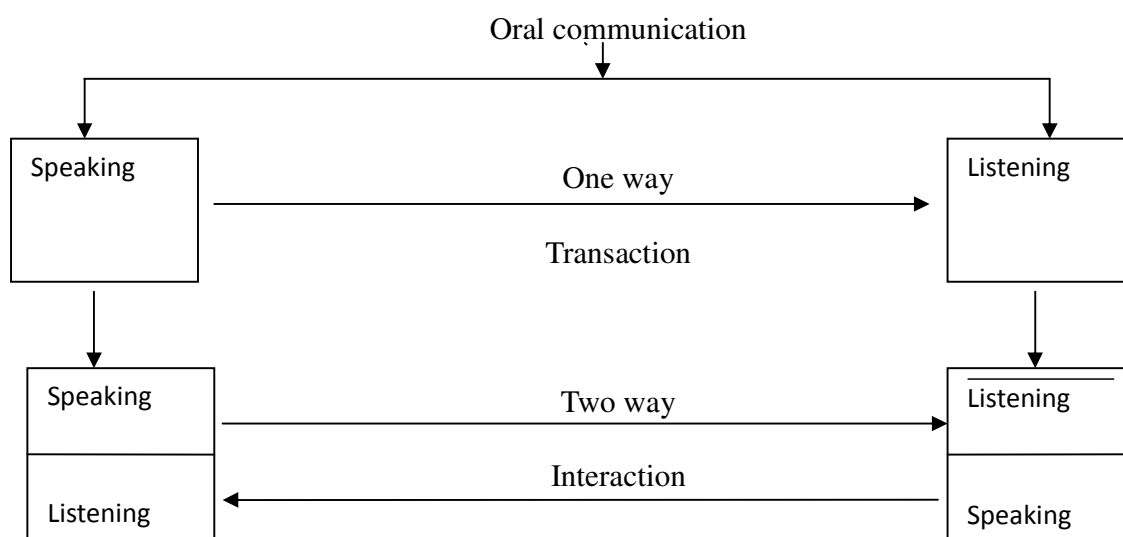 Oral communication
Speaking
Listening
One way
Transaction
Speaking
Listening
Two way
Interaction
Listening
Speaking